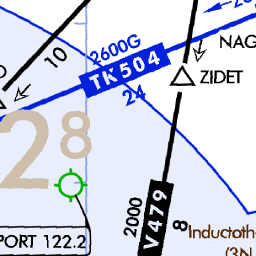 NAG
10
2600G
TK504
24
ZIDET
28
2000
V479
8
PORT 122.2
Inductoth
(3N